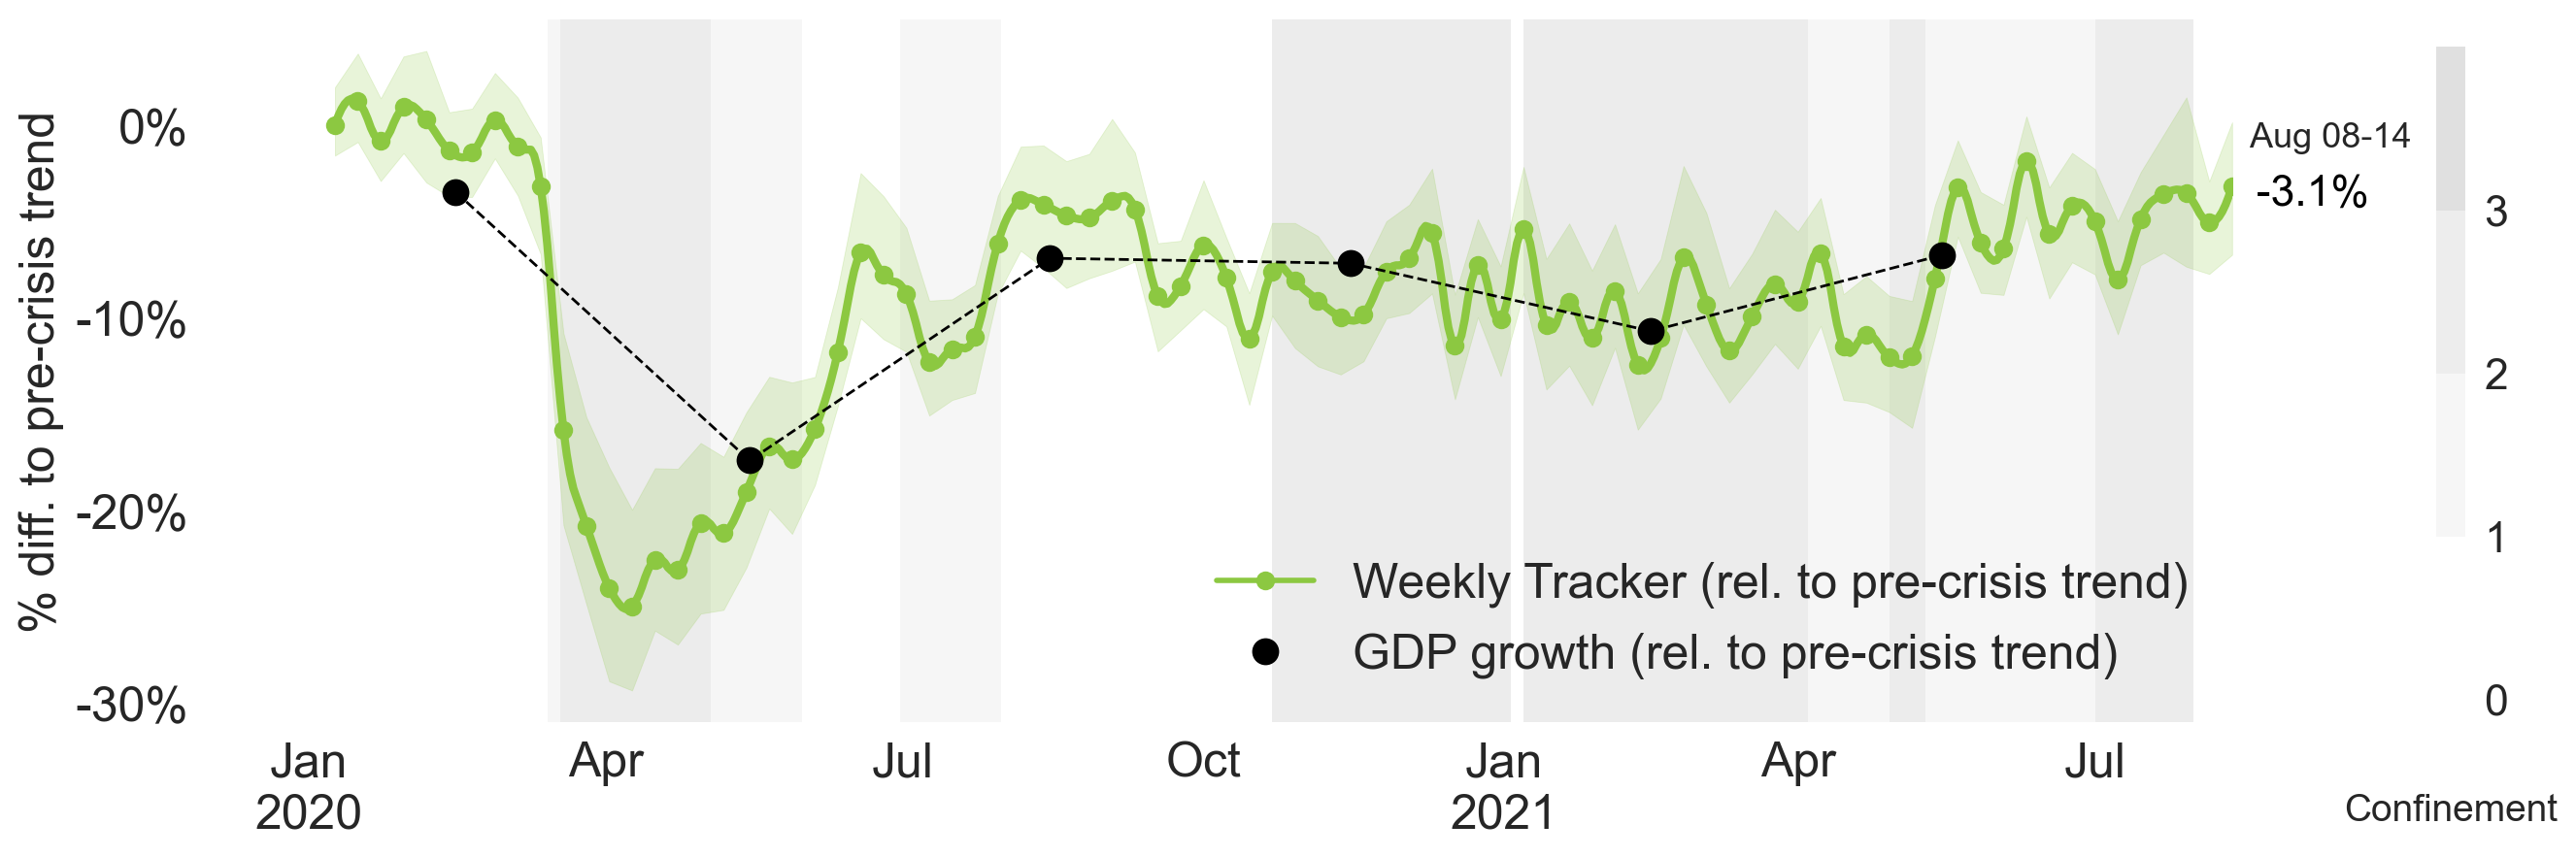 % diff. to pre-crisis trend
0%
-10%
-20%
-30%
Jan
2020
Apr
Jul
Oct
Jan
2021
Apr
Jul
Weekly Tracker (rel. to pre-crisis trend)
GDP growth (rel. to pre-crisis trend)
Aug 08-14
-3.1%
3
2
1
0
Confinement